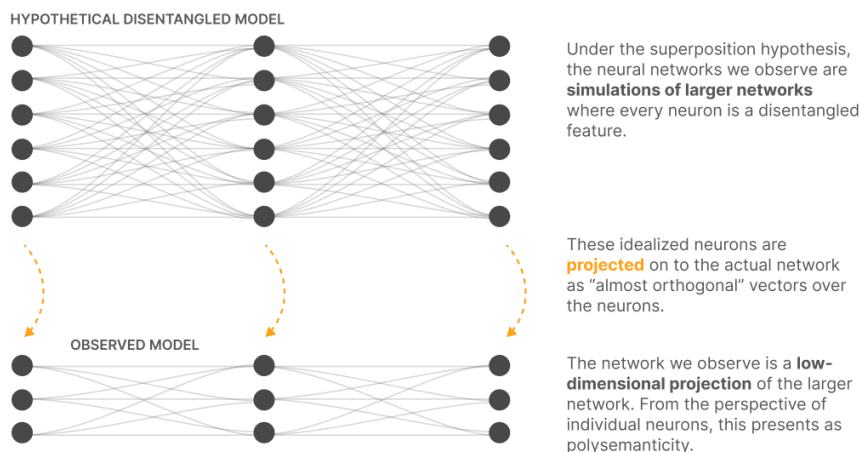 HYPOTHETICAL DISENTANGLED MODEL
Under the superposition hypothesis,
the neural networks we observe are
simulations of larger networks
where every neuron is a disentangled
feature.
These idealized neurons are
projected on to the actual network
as “almost orthogonal” vectors over
the neurons.
OBSERVED MODEL
The network we observe is a low-
dimensional projection of the larger
network. From the perspective of
individual neurons, this presents as
polysemanticity.